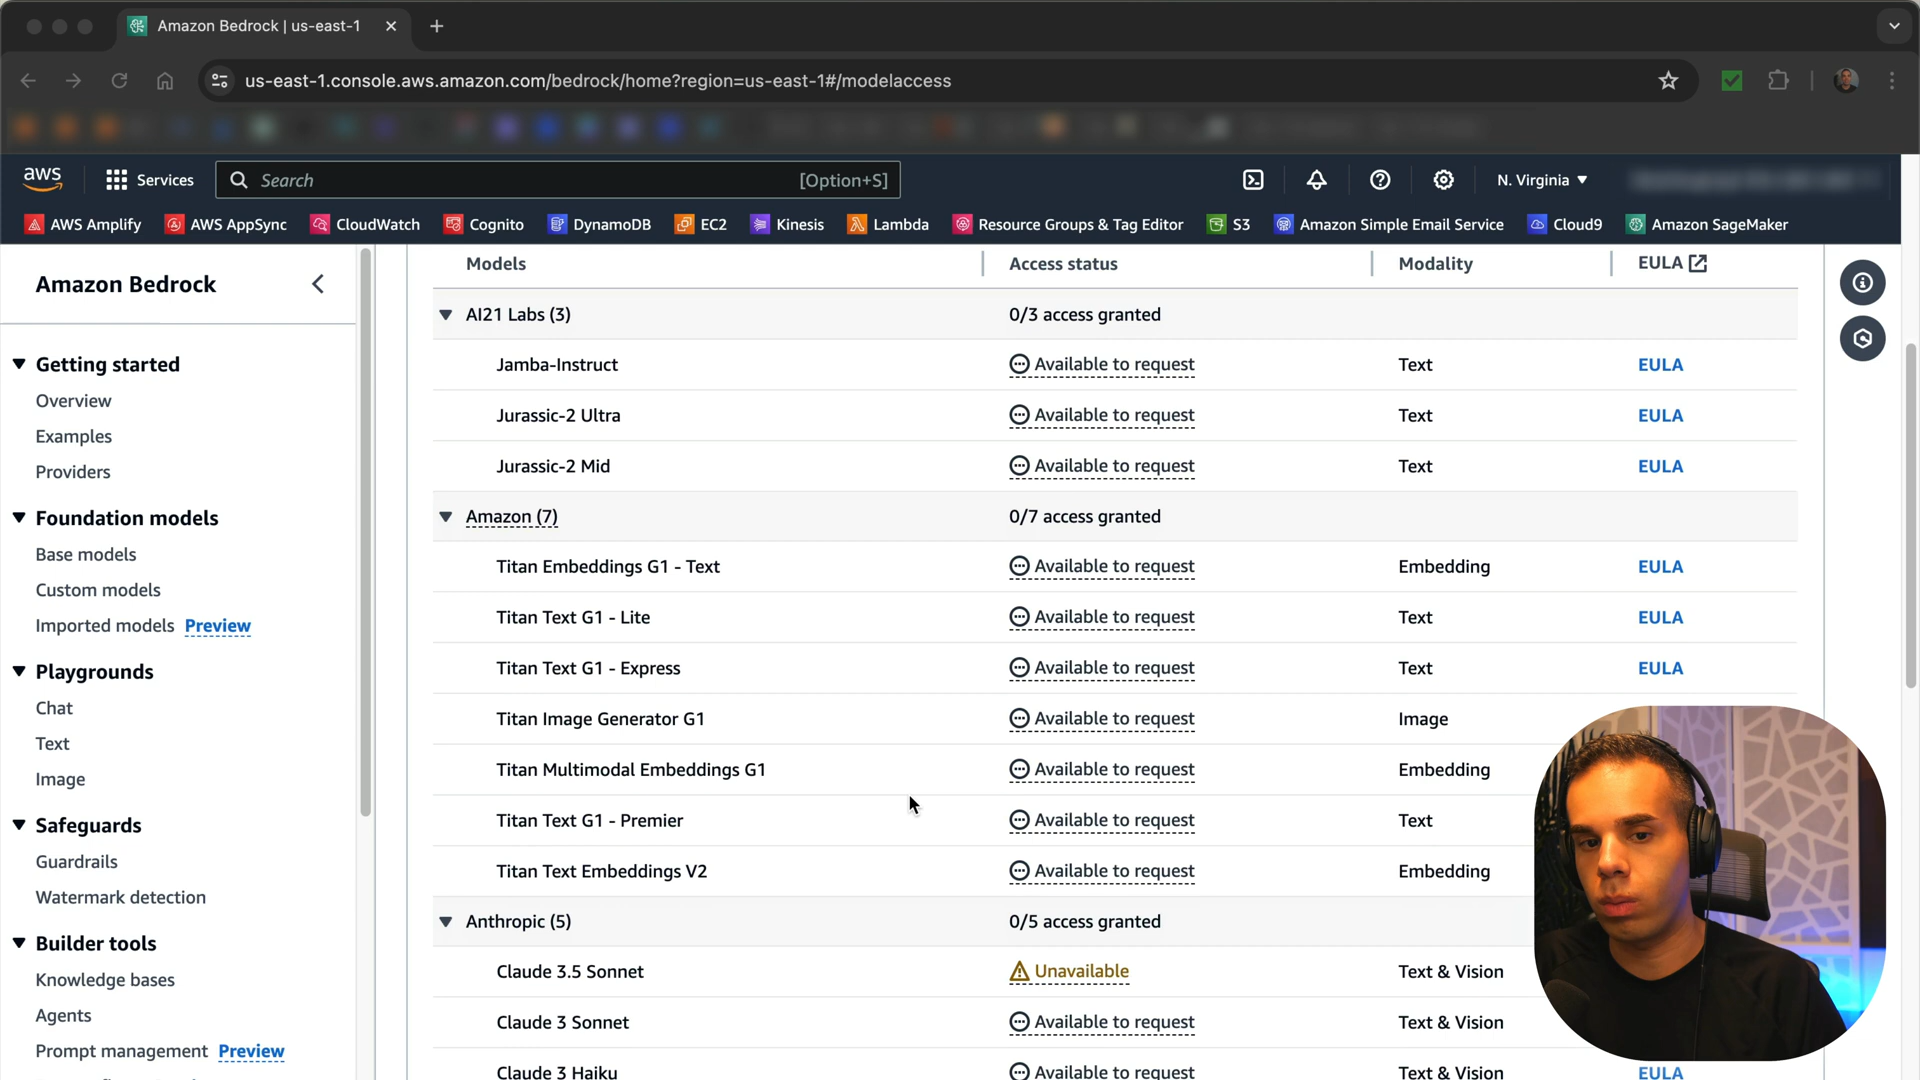 Amazon Bedrock | us-east-1
us-east-1.console.aws.amazon.com/bedrock/home?region=us-east-1#/modelaccess
aws
Services
Search
[Option+S]
N. Virginia
AWS Amplify
AWS AppSync
CloudWatch
Cognito
DynamoDB
EC2
Kinesis
Lambda
Resource Groups & Tag Editor
S3
Amazon Simple Email Service
Cloud9
Amazon SageMaker
Amazon Bedrock
Getting started
Overview
Examples
Providers
Foundation models
Base models
Custom models
Imported models Preview
Playgrounds
Chat
Text
Image
Safeguards
Guardrails
Watermark detection
Builder tools
Knowledge bases
Agents
Prompt management Preview
Models Access status Modality EULA
AI21 Labs (3) 0/3 access granted
Jamba-Instruct Available to request Text EULA
Jurassic-2 Ultra Available to request Text EULA
Jurassic-2 Mid Available to request Text EULA
Amazon (7) 0/7 access granted
Titan Embeddings G1 - Text Available to request Embedding EULA
Titan Text G1 - Lite Available to request Text EULA
Titan Text G1 - Express Available to request Text EULA
Titan Image Generator G1 Available to request Image
Titan Multimodal Embeddings G1 Available to request Embedding
Titan Text G1 - Premier Available to request Text
Titan Text Embeddings V2 Available to request Embedding
Anthropic (5) 0/5 access granted
Claude 3.5 Sonnet Unavailable Text & Vision
Claude 3 Sonnet Available to request Text & Vision
Claude 3 Haiku Available to request Text & Vision EULA